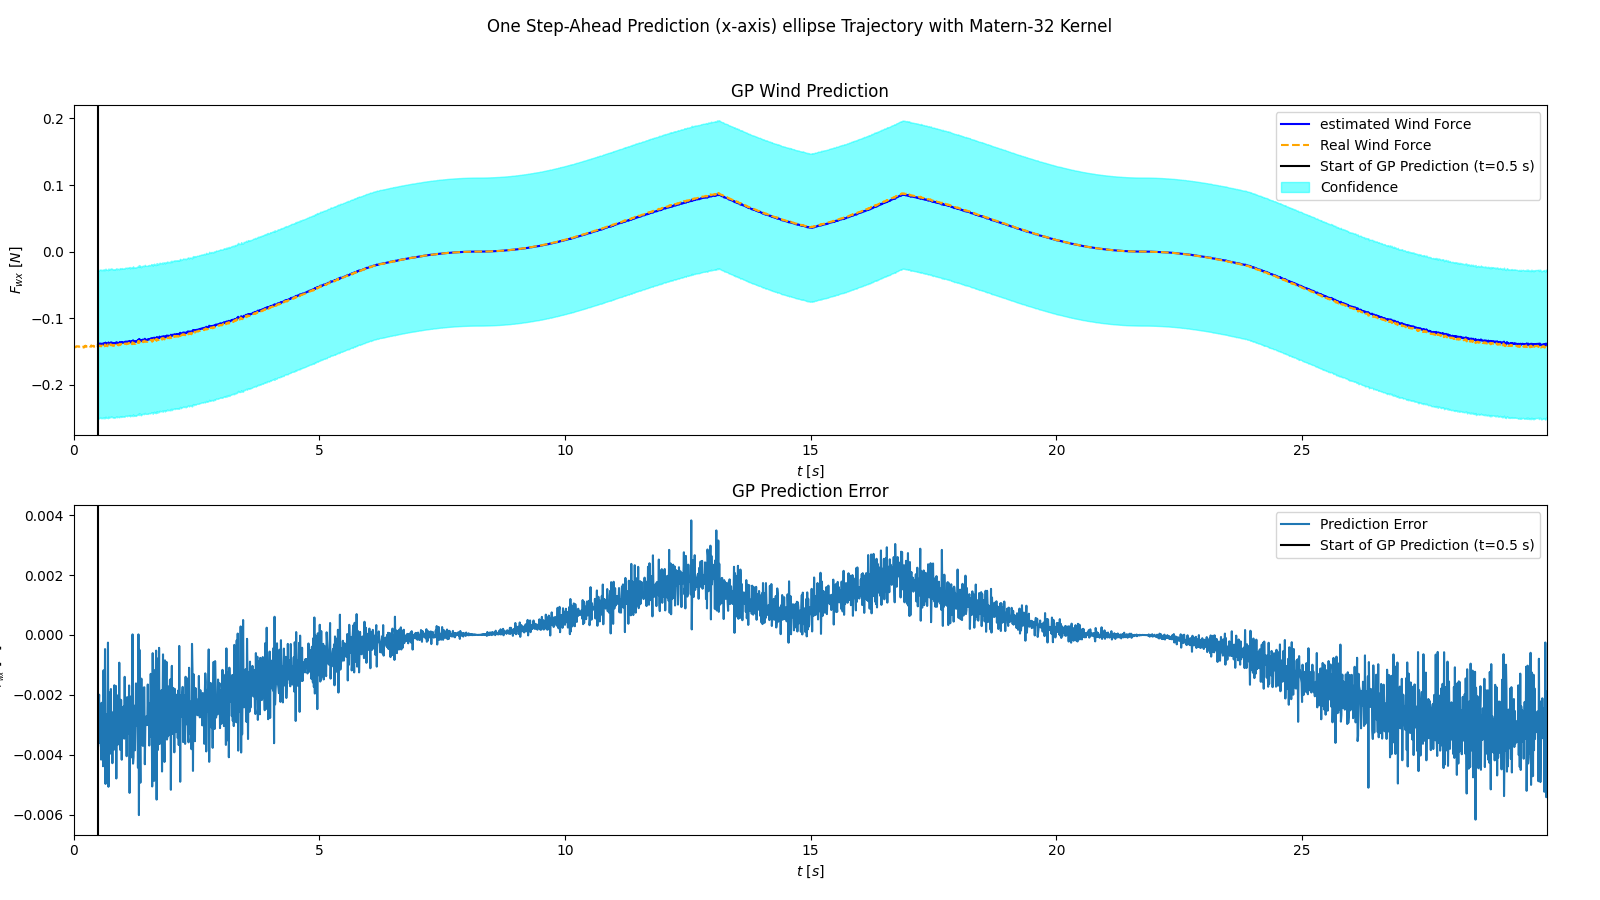 One Step-Ahead Prediction (x-axis) ellipse Trajectory with Matern-32 Kernel
GP Wind Prediction
0.2
0.1
0.0
−0.1
−0.2
F_wx [N]
estimated Wind Force
Real Wind Force
Start of GP Prediction (t=0.5 s)
Confidence
0 5 10 15 20 25
t [s]
GP Prediction Error
0.004
0.002
0.000
−0.002
−0.004
−0.006
Prediction Error
Start of GP Prediction (t=0.5 s)
0 5 10 15 20 25
t [s]